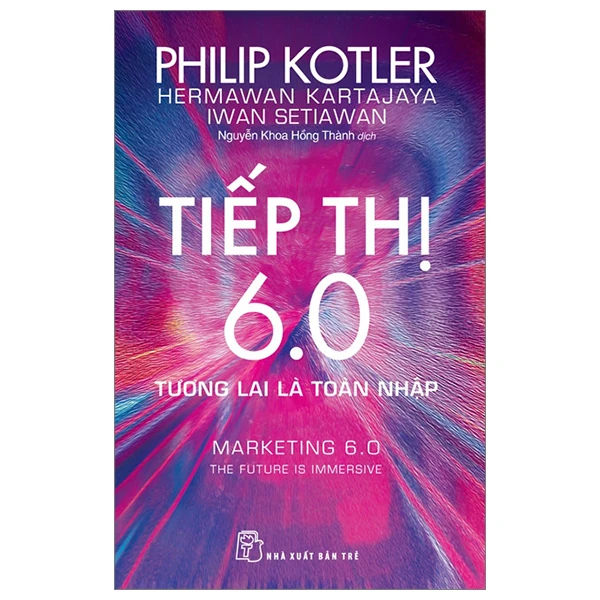 PHILIP KOTLER
HERMAWAN KARTAJAYA
IWAN SETIAWAN
Nguyễn Khoa Hồng Thành dịch
TIẾP THỊ
6.0
TƯƠNG LAI LÀ TOÀN NHẬP
MARKETING 6.0
THE FUTURE IS IMMERSIVE
NHÀ XUẤT BẢN TRẺ